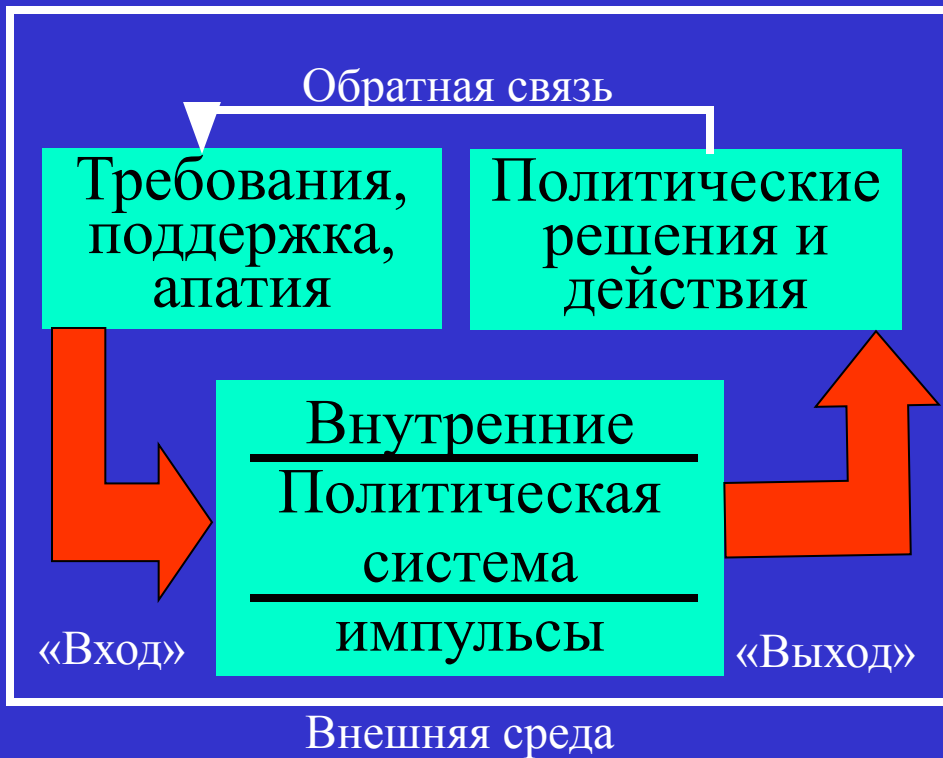 Обратная связь
Требования,
поддержка,
апатия
Политические
решения и
действия
Внутренние
Политическая
система
импульсы
«Вход»
«Выход»
Внешняя среда